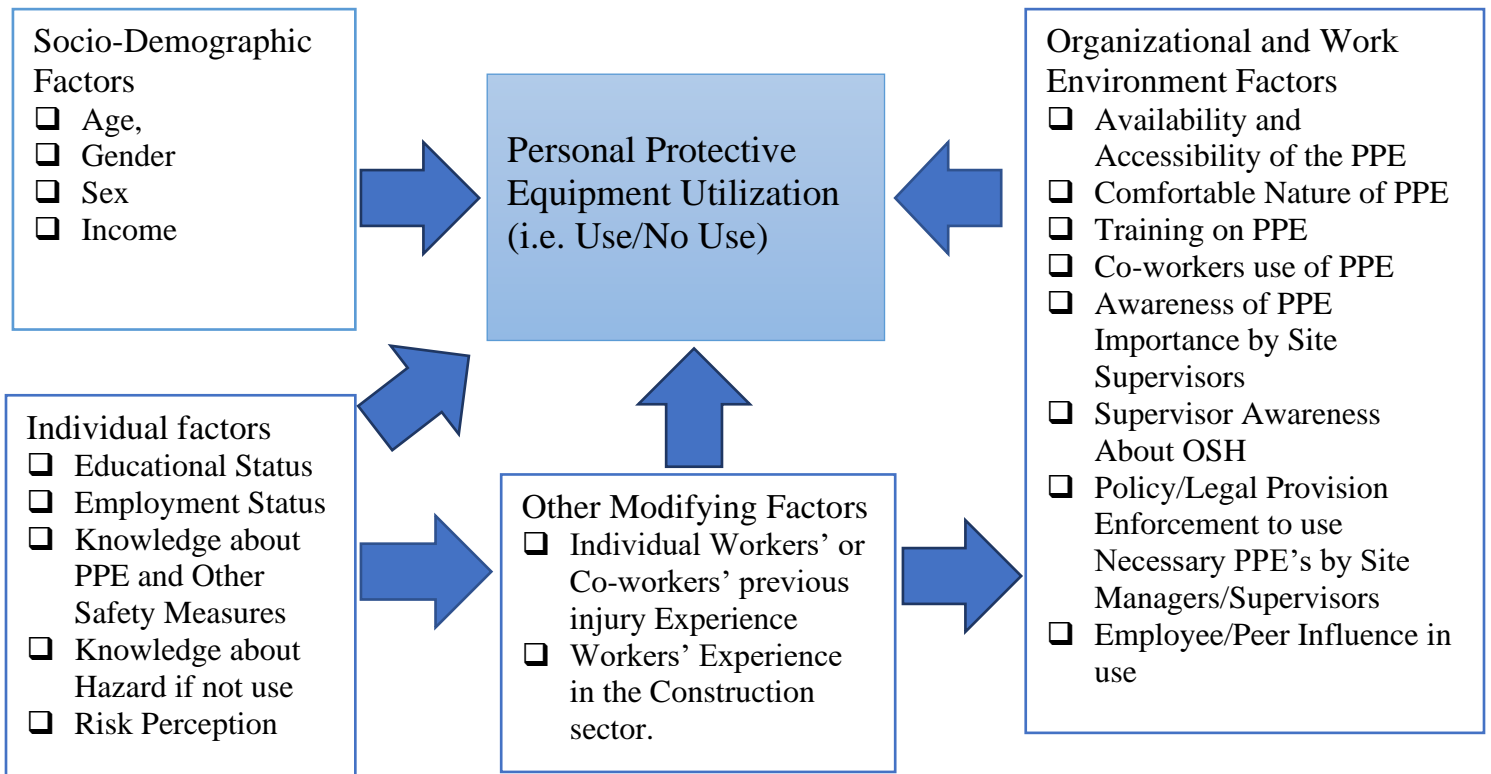 Socio-Demographic
Factors
❑ Age,
❑ Gender
❑ Sex
❑ Income
Personal Protective
Equipment Utilization
(i.e. Use/No Use)
Organizational and Work
Environment Factors
❑ Availability and
Accessibility of the PPE
❑ Comfortable Nature of PPE
❑ Training on PPE
❑ Co-workers use of PPE
❑ Awareness of PPE
Importance by Site
Supervisors
❑ Supervisor Awareness
About OSH
❑ Policy/Legal Provision
Enforcement to use
Necessary PPE’s by Site
Managers/Supervisors
❑ Employee/Peer Influence in
use
Individual factors
❑ Educational Status
❑ Employment Status
❑ Knowledge about
PPE and Other
Safety Measures
❑ Knowledge about
Hazard if not use
❑ Risk Perception
Other Modifying Factors
❑ Individual Workers’ or
Co-workers’ previous
injury Experience
❑ Workers’ Experience
in the Construction
sector.